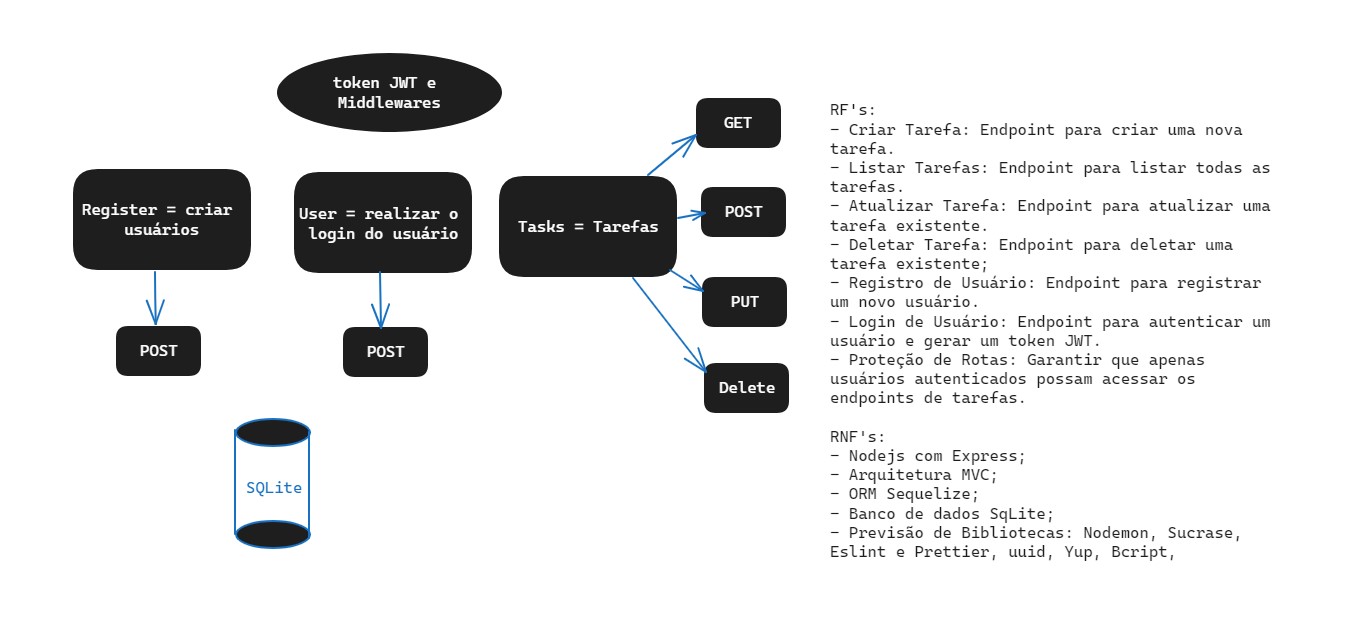 token JWT e
Middlewares
Register = criar
usuários
POST
User = realizar o
login do usuário
POST
Tasks = Tarefas
GET
POST
PUT
Delete
SQLite
RF's:
- Criar Tarefa: Endpoint para criar uma nova
tarefa.
- Listar Tarefas: Endpoint para listar todas as
tarefas.
- Atualizar Tarefa: Endpoint para atualizar uma
tarefa existente.
- Deletar Tarefa: Endpoint para deletar uma
tarefa existente;
- Registro de Usuário: Endpoint para registrar
um novo usuário.
- Login de Usuário: Endpoint para autenticar um
usuário e gerar um token JWT.
- Proteção de Rotas: Garantir que apenas
usuários autenticados possam acessar os
endpoints de tarefas.
RNF's:
- Nodejs com Express;
- Arquitetura MVC;
- ORM Sequelize;
- Banco de dados SqLite;
- Previsão de Bibliotecas: Nodemon, Sucrase,
Eslint e Prettier, uuid, Yup, Bcript,